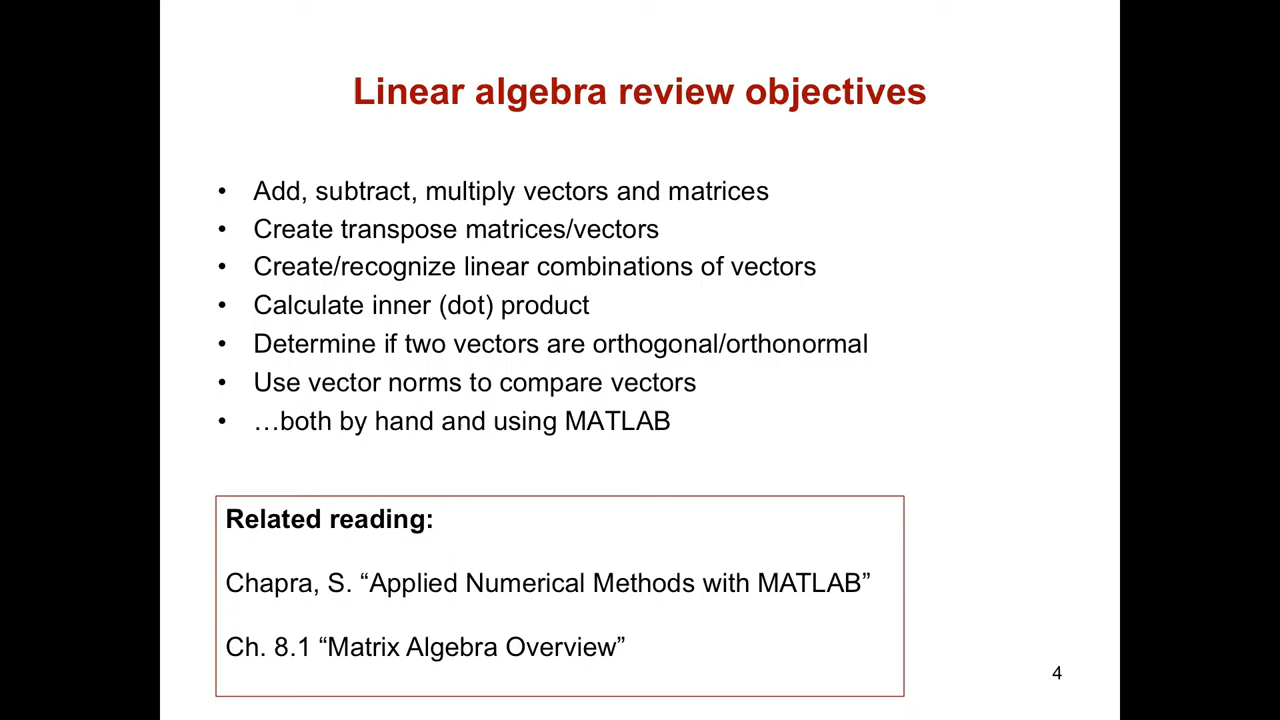 Linear algebra review objectives
• Add, subtract, multiply vectors and matrices
• Create transpose matrices/vectors
• Create/recognize linear combinations of vectors
• Calculate inner (dot) product
• Determine if two vectors are orthogonal/orthonormal
• Use vector norms to compare vectors
• …both by hand and using MATLAB
Related reading:
Chapra, S. “Applied Numerical Methods with MATLAB”
Ch. 8.1 “Matrix Algebra Overview”
4